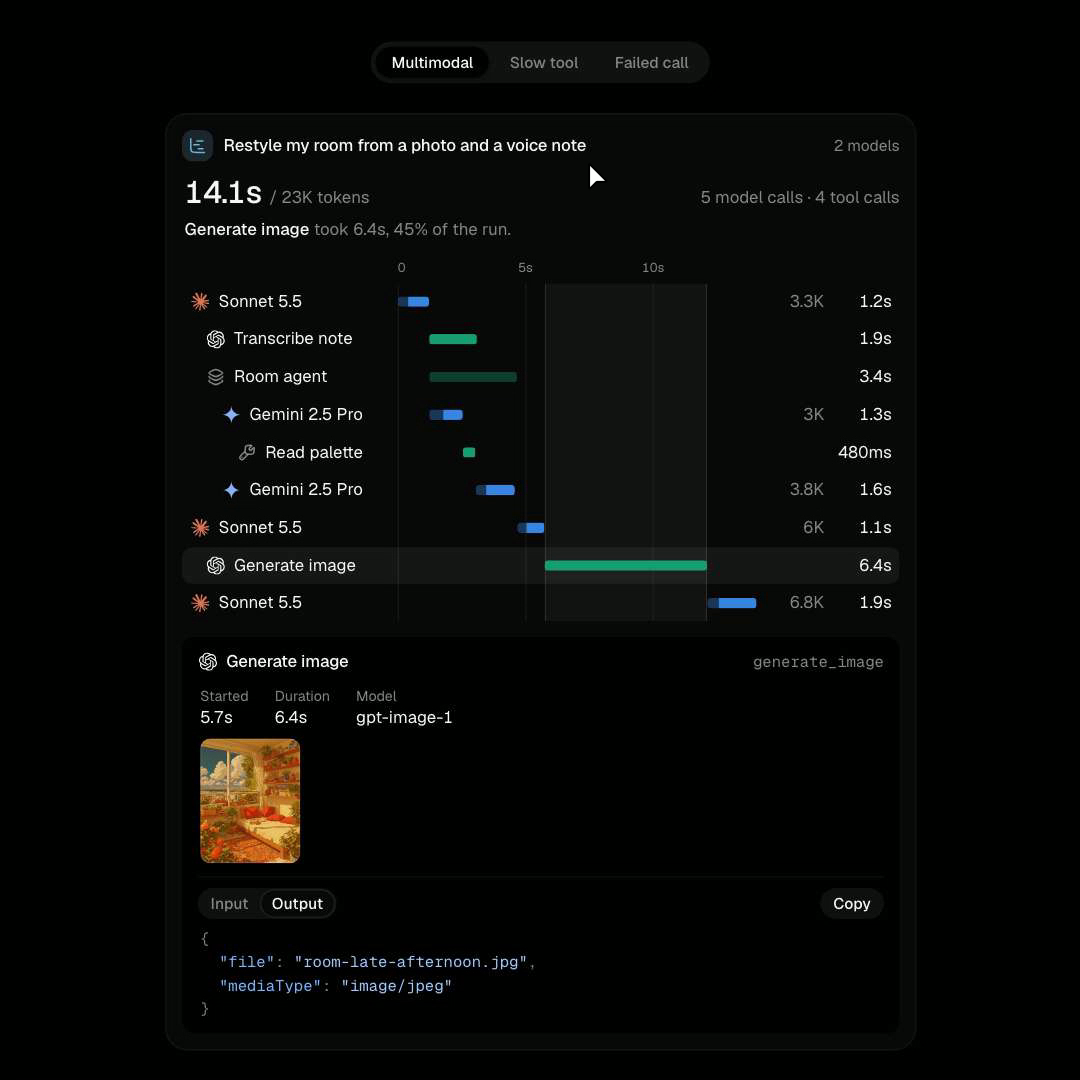 Multimodal Slow tool Failed call
Restyle my room from a photo and a voice note 2 models
14.1s / 23K tokens 5 model calls · 4 tool calls
Generate image took 6.4s, 45% of the run.
0 5s 10s
Sonnet 5.5 3.3K 1.2s
Transcribe note 1.9s
Room agent 3.4s
Gemini 2.5 Pro 3K 1.3s
Read palette 480ms
Gemini 2.5 Pro 3.8K 1.6s
Sonnet 5.5 6K 1.1s
Generate image 6.4s
Sonnet 5.5 6.8K 1.9s
Generate image generate_image
Started Duration Model
5.7s 6.4s gpt-image-1
Input Output Copy
{
"file": "room-late-afternoon.jpg",
"mediaType": "image/jpeg"
}